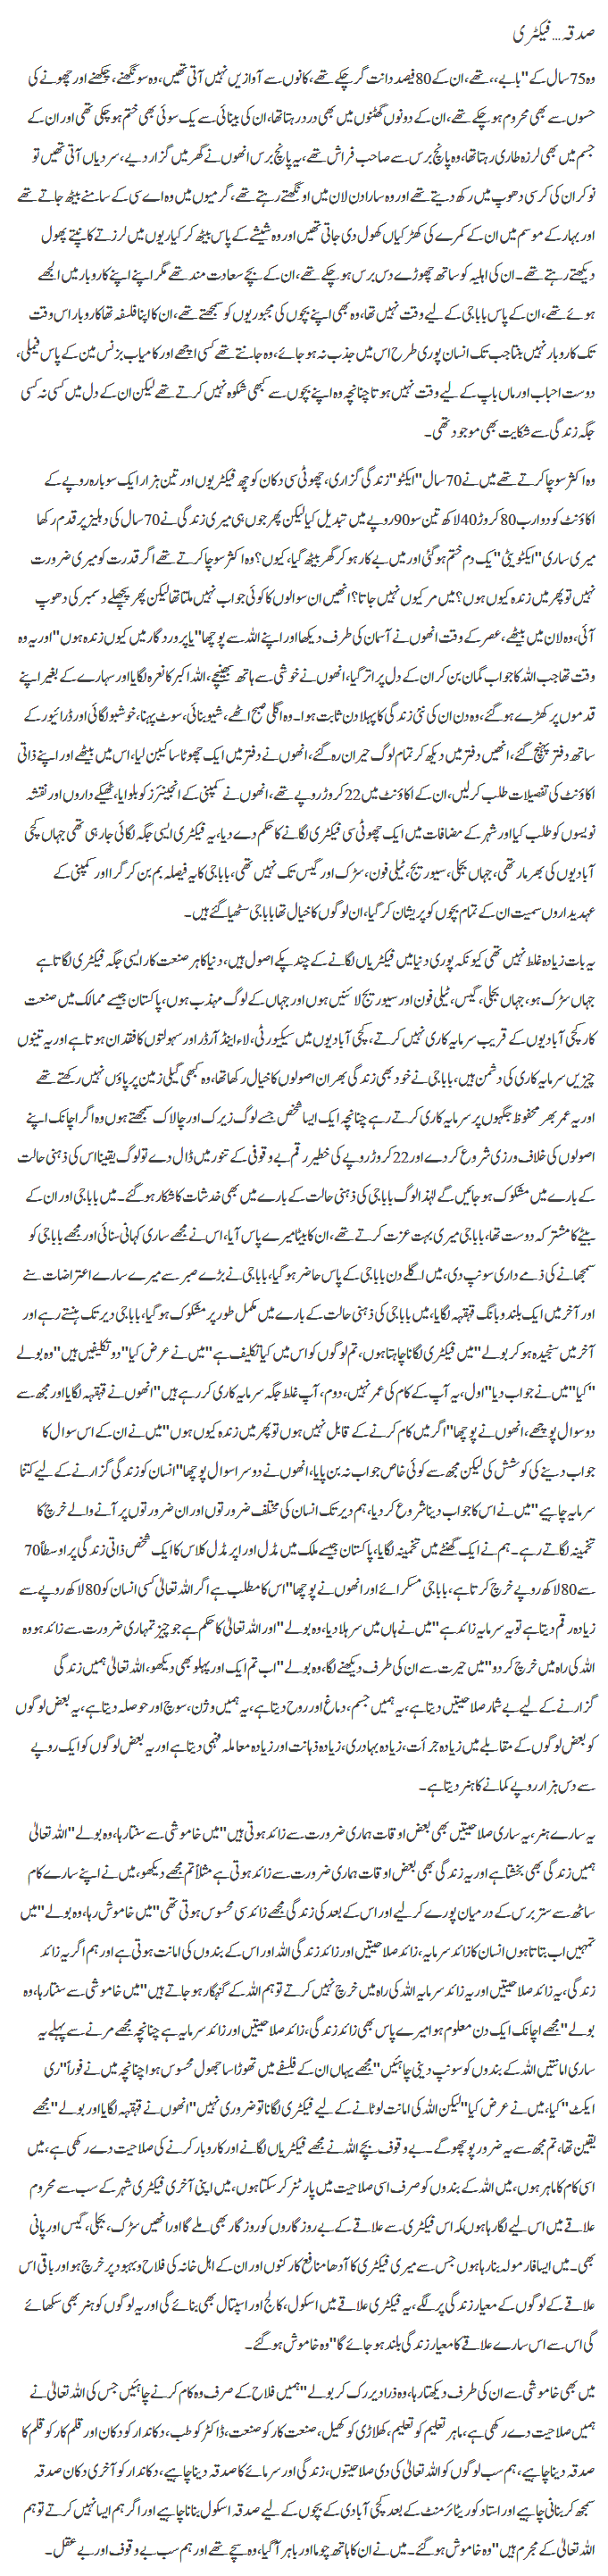 صدقہ… فیکٹری
وہ 75 سال کے "بابے،، تھے، ان کے 80 فیصد دانت گر چکے تھے، کانوں سے آوازیں نہیں آتی تھیں، وہ سونگھنے، چکھنے اور چھونے کی
حسوں سے بھی محروم ہو چکے تھے، ان کے دونوں گھٹنوں میں بھی درد رہتا تھا، ان کی بینائی سے یک سوئی بھی ختم ہو چکی تھی اور ان کے
جسم میں بھی لرزہ طاری رہتا تھا، وہ پانچ برس سے صاحب فراش تھے، یہ پانچ برس انھوں نے گھر میں گزار دیے، سردیاں آتی تھیں تو
نوکر ان کی کرسی دھوپ میں رکھ دیتے تھے اور وہ سارا دن لان میں اونگھتے رہتے تھے، گرمیوں میں وہ اے سی کے سامنے بیٹھ جاتے تھے
اور بہار کے موسم میں ان کے کمرے کی کھڑکیاں کھول دی جاتی تھیں اور وہ شیشے کے پاس بیٹھ کر کیاریوں میں لرزتے کانپتے پھول
دیکھتے رہتے تھے۔ ان کی اہلیہ کو ساتھ چھوڑے دس برس ہو چکے تھے، ان کے بچے سعادت مند تھے مگر اپنے اپنے کاروبار میں الجھے
ہوئے تھے، ان کے پاس بابا جی کے لیے وقت نہیں تھا، وہ بھی اپنے بچوں کی مجبوریوں کو سمجھتے تھے، ان کا اپنا فلسفہ تھا کاروبار اس وقت
تک کاروبار نہیں بنتا جب تک انسان پوری طرح اس میں جذب نہ ہو جائے، وہ جانتے تھے کسی اچھے اور کامیاب بزنس مین کے پاس فیملی،
دوست احباب اور ماں باپ کے لیے وقت نہیں ہوتا چنانچہ وہ اپنے بچوں سے کبھی شکوہ نہیں کرتے تھے لیکن ان کے دل میں کسی نہ کسی
جگہ زندگی سے شکایت بھی موجود تھی۔
وہ اکثر سوچا کرتے تھے میں نے 70 سال "ایکٹو" زندگی گزاری، چھوٹی سی دکان کو چھ فیکٹریوں اور تین ہزار ایک سو بارہ روپے کے
اکاؤنٹ کو دو ارب 80 کروڑ 40 لاکھ تین سو 90 روپے میں تبدیل کیا لیکن پھر جوں ہی میری زندگی نے 70 سال کی دہلیز پر قدم رکھا
میری ساری "ایکٹویٹی" یک دم ختم ہو گئی اور میں بے کار ہو کر گھر بیٹھ گیا، کیوں؟ وہ اکثر سوچا کرتے تھے اگر قدرت کو میری ضرورت
نہیں تو پھر میں زندہ کیوں ہوں؟ میں مر کیوں نہیں جاتا؟ انھیں ان سوالوں کا کوئی جواب نہیں ملتا تھا لیکن پھر پچھلے دسمبر کی دھوپ
آئی، وہ لان میں بیٹھے، عصر کے وقت انھوں نے آسمان کی طرف دیکھا اور اپنے اللہ سے پوچھا "یا پروردگار میں کیوں زندہ ہوں" اور یہ وہ
وقت تھا جب اللہ کا جواب گمان بن کر ان کے دل پر اتر گیا، انھوں نے خوشی سے ہاتھ بھینچے، اللہ اکبر کا نعرہ لگایا اور سہارے کے بغیر اپنے
قدموں پر کھڑے ہو گئے، وہ دن ان کی نئی زندگی کا پہلا دن ثابت ہوا۔ وہ اگلی صبح اٹھے، شیو بنائی، سوٹ پہنا، خوشبو لگائی اور ڈرائیور کے
ساتھ دفتر پہنچ گئے، انھیں دفتر میں دیکھ کر تمام لوگ حیران رہ گئے، انھوں نے دفتر میں ایک چھوٹا سا کیبن لیا، اس میں بیٹھے اور اپنے ذاتی
اکاؤنٹ کی تفصیلات طلب کر لیں، ان کے اکاؤنٹ میں 22 کروڑ روپے تھے، انھوں نے کمپنی کے انجینئرز کو بلوایا، ٹھیکے داروں اور نقشہ
نویسوں کو طلب کیا اور شہر کے مضافات میں ایک چھوٹی سی فیکٹری لگانے کا حکم دے دیا، یہ فیکٹری ایسی جگہ لگائی جا رہی تھی جہاں کچی
آبادیوں کی بھرمار تھی، جہاں بجلی، سیوریج، ٹیلی فون، سڑک اور گیس تک نہیں تھی، بابا جی کا یہ فیصلہ بم بن کر گرا اور کمپنی کے
عہدیداروں سمیت ان کے تمام بچوں کو پریشان کر گیا، ان لوگوں کا خیال تھا بابا جی سٹھیا گئے ہیں۔
یہ بات زیادہ غلط نہیں تھی کیونکہ پوری دنیا میں فیکٹریاں لگانے کے چند پکے اصول ہیں، دنیا کا ہر صنعت کار ایسی جگہ فیکٹری لگاتا ہے
جہاں سڑک ہو، جہاں بجلی، گیس، ٹیلی فون اور سیوریج لائنیں ہوں اور جہاں کے لوگ مہذب ہوں، پاکستان جیسے ممالک میں صنعت
کار کچی آبادیوں کے قریب سرمایہ کاری نہیں کرتے، کچی آبادیوں میں سیکیورٹی، لاء اینڈ آرڈر اور سہولتوں کا فقدان ہوتا ہے اور یہ تینوں
چیزیں سرمایہ کاری کی دشمن ہیں، بابا جی نے خود بھی زندگی بھر ان اصولوں کا خیال رکھا تھا، وہ کبھی گیلی زمین پر پاؤں نہیں رکھتے تھے
اور یہ عمر بھر محفوظ جگہوں پر سرمایہ کاری کرتے رہے چنانچہ ایک ایسا شخص جسے لوگ زیرک اور چالاک سمجھتے ہوں وہ اگر اچانک اپنے
اصولوں کی خلاف ورزی شروع کر دے اور 22 کروڑ روپے کی خطیر رقم بے وقوفی کے تنور میں ڈال دے تو لوگ یقینا اس کی ذہنی حالت
کے بارے میں مشکوک ہو جائیں گے لہٰذا لوگ بابا جی کی ذہنی حالت کے بارے میں بھی خدشات کا شکار ہو گئے۔ میں بابا جی اور ان کے
بیٹے کا مشترکہ دوست تھا، بابا جی میری بہت عزت کرتے تھے، ان کا بیٹا میرے پاس آیا، اس نے مجھے ساری کہانی سنائی اور مجھے بابا جی کو
سمجھانے کی ذمے داری سونپ دی، میں اگلے دن بابا جی کے پاس حاضر ہو گیا، بابا جی نے بڑے صبر سے میرے سارے اعتراضات سنے
اور آخر میں ایک بلند و بانگ قہقہہ لگایا، میں بابا جی کی ذہنی حالت کے بارے میں مکمل طور پر مشکوک ہو گیا، بابا جی دیر تک ہنستے رہے اور
آخر میں سنجیدہ ہو کر بولے "میں فیکٹری لگانا چاہتا ہوں، تم لوگوں کو اس میں کیا تکلیف ہے" میں نے عرض کیا "دو تکلیفیں ہیں" وہ بولے
"کیا" میں نے جواب دیا "اول، یہ آپ کے کام کی عمر نہیں، دوم، آپ غلط جگہ سرمایہ کاری کر رہے ہیں" انھوں نے قہقہہ لگایا اور مجھ سے
دو سوال پوچھے، انھوں نے پوچھا "اگر میں کام کرنے کے قابل نہیں ہوں تو پھر میں زندہ کیوں ہوں" میں نے ان کے اس سوال کا
جواب دینے کی کوشش کی لیکن مجھ سے کوئی خاص جواب نہ بن پایا، انھوں نے دوسرا سوال پوچھا "انسان کو زندگی گزارنے کے لیے کتنا
سرمایہ چاہیے" میں نے اس کا جواب دینا شروع کر دیا، ہم دیر تک انسان کی مختلف ضرورتوں اور ان ضرورتوں پر آنے والے خرچ کا
تخمینہ لگاتے رہے۔ ہم نے ایک گھنٹے میں تخمینہ لگایا، پاکستان جیسے ملک میں مڈل اور اپر مڈل کلاس کا ایک شخص ذاتی زندگی پر اوسطاً 70
سے 80 لاکھ روپے خرچ کرتا ہے، بابا جی مسکرائے اور انھوں نے پوچھا "اس کا مطلب ہے اگر اللہ تعالیٰ کسی انسان کو 80 لاکھ روپے سے
زیادہ رقم دیتا ہے تو یہ سرمایہ زائد ہے" میں نے ہاں میں سر ہلا دیا، وہ بولے "اور اللہ تعالیٰ کا حکم ہے جو چیز تمہاری ضرورت سے زائد ہو وہ
اللہ کی راہ میں خرچ کر دو" میں حیرت سے ان کی طرف دیکھنے لگا، وہ بولے "اب تم ایک اور پہلو بھی دیکھو، اللہ تعالیٰ ہمیں زندگی
گزارنے کے لیے بے شمار صلاحیتیں دیتا ہے، یہ ہمیں جسم، دماغ اور روح دیتا ہے، یہ ہمیں وژن، سوچ اور حوصلہ دیتا ہے، یہ بعض لوگوں
کو بعض لوگوں کے مقابلے میں زیادہ جرأت، زیادہ بہادری، زیادہ ذہانت اور زیادہ معاملہ فہمی دیتا ہے اور یہ بعض لوگوں کو ایک روپے
سے دس ہزار روپے کمانے کا ہنر دیتا ہے۔
یہ سارے ہنر، یہ ساری صلاحیتیں بھی بعض اوقات ہماری ضرورت سے زائد ہوتی ہیں" میں خاموشی سے سنتا رہا، وہ بولے "اللہ تعالیٰ
ہمیں زندگی بھی بخشتا ہے اور یہ زندگی بھی بعض اوقات ہماری ضرورت سے زائد ہوتی ہے مثلاً تم مجھے دیکھو، میں نے اپنے سارے کام
ساٹھ سے ستر برس کے درمیان پورے کر لیے اور اس کے بعد کی زندگی مجھے زائد سی محسوس ہوتی تھی" میں خاموش رہا، وہ بولے "میں
تمہیں اب بتاتا ہوں انسان کا زائد سرمایہ، زائد صلاحیتیں اور زائد زندگی اللہ اور اس کے بندوں کی امانت ہوتی ہے اور ہم اگر یہ زائد
زندگی، یہ زائد صلاحیتیں اور یہ زائد سرمایہ اللہ کی راہ میں خرچ نہیں کرتے تو ہم اللہ کے گنہگار ہو جاتے ہیں" میں خاموشی سے سنتا رہا، وہ
بولے "مجھے اچانک ایک دن معلوم ہوا میرے پاس بھی زائد زندگی، زائد صلاحیتیں اور زائد سرمایہ ہے چنانچہ مجھے مرنے سے پہلے یہ
ساری امانتیں اللہ کے بندوں کو سونپ دینی چاہئیں" مجھے یہاں ان کے فلسفے میں تھوڑا سا جھول محسوس ہوا چنانچہ میں نے فوراً "ری
ایکٹ" کیا، میں نے عرض کیا "لیکن اللہ کی امانت لوٹانے کے لیے فیکٹری لگانا تو ضروری نہیں" انھوں نے قہقہہ لگایا اور بولے "مجھے
یقین تھا، تم مجھ سے یہ ضرور پوچھو گے۔ بے وقوف بچے اللہ نے مجھے فیکٹریاں لگانے اور کاروبار کرنے کی صلاحیت دے رکھی ہے، میں
اسی کام کا ماہر ہوں، میں اللہ کے بندوں کو صرف اسی صلاحیت میں پارٹنر کر سکتا ہوں، میں اپنی آخری فیکٹری شہر کے سب سے محروم
علاقے میں اس لیے لگا رہا ہوں کہ اس فیکٹری سے علاقے کے بے روزگاروں کو روزگار بھی ملے گا اور انھیں سڑک، بجلی، گیس اور پانی
بھی۔ میں ایسا فارمولہ بنا رہا ہوں جس سے میری فیکٹری کا آدھا منافع کارکنوں اور ان کے اہل خانہ کی فلاح و بہبود پر خرچ ہو اور باقی اس
علاقے کے لوگوں کے معیار زندگی پر لگے، یہ فیکٹری علاقے میں اسکول، کالج اور اسپتال بھی بنائے گی اور یہ لوگوں کو ہنر بھی سکھائے
گی اس سے اس سارے علاقے کا معیار زندگی بلند ہو جائے گا" وہ خاموش ہو گئے۔
میں بھی خاموشی سے ان کی طرف دیکھتا رہا، وہ ذرا دیر رک کر بولے "ہمیں فلاح کے صرف وہ کام کرنے چاہئیں جس کی اللہ تعالیٰ نے
ہمیں صلاحیت دے رکھی ہے، ماہر تعلیم کو تعلیم، کھلاڑی کو کھیل، صنعت کار کو صنعت، ڈاکٹر کو طب، دکاندار کو دکان اور قلم کار کو قلم کا
صدقہ دینا چاہیے، ہم سب لوگوں کو اللہ تعالیٰ کی دی صلاحیتوں، زندگی اور سرمائے کا صدقہ دینا چاہیے، دکاندار کو آخری دکان صدقہ
سمجھ کر بنانی چاہیے اور استاد کو ریٹائرمنٹ کے بعد کچی آبادی کے بچوں کے لیے صدقہ اسکول بنانا چاہیے اور اگر ہم ایسا نہیں کرتے تو ہم
اللہ تعالیٰ کے مجرم ہیں" وہ خاموش ہو گئے۔ میں نے ان کا ہاتھ چوما اور باہر آ گیا، وہ سچے تھے اور ہم سب بے وقوف اور بے عقل۔